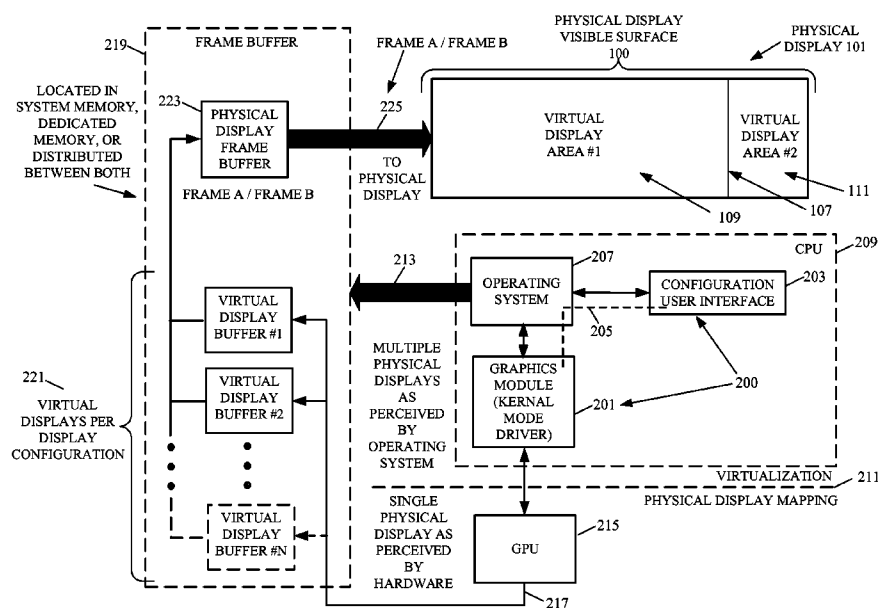 219
FRAME BUFFER
FRAME A / FRAME B
PHYSICAL DISPLAY
VISIBLE SURFACE
100
PHYSICAL
DISPLAY 101
LOCATED IN
SYSTEM MEMORY,
DEDICATED
MEMORY, OR
DISTRIBUTED
BETWEEN BOTH
223
PHYSICAL
DISPLAY
FRAME
BUFFER
225
TO
PHYSICAL
DISPLAY
FRAME A / FRAME B
VIRTUAL
DISPLAY
AREA #1
VIRTUAL
DISPLAY
AREA #2
109
107
111
CPU
209
213
207
OPERATING
SYSTEM
CONFIGURATION
USER INTERFACE
203
205
200
VIRTUAL
DISPLAY
BUFFER #1
MULTIPLE
PHYSICAL
DISPLAYS
AS
PERCEIVED
BY
OPERATING
SYSTEM
GRAPHICS
MODULE
(KERNAL
MODE
DRIVER)
201
221
VIRTUAL
DISPLAYS PER
DISPLAY
CONFIGURATION
VIRTUAL
DISPLAY
BUFFER #2
VIRTUALIZATION
211
PHYSICAL DISPLAY MAPPING
VIRTUAL
DISPLAY
BUFFER #N
SINGLE
PHYSICAL
DISPLAY AS
PERCEIVED
BY
HARDWARE
GPU
215
217